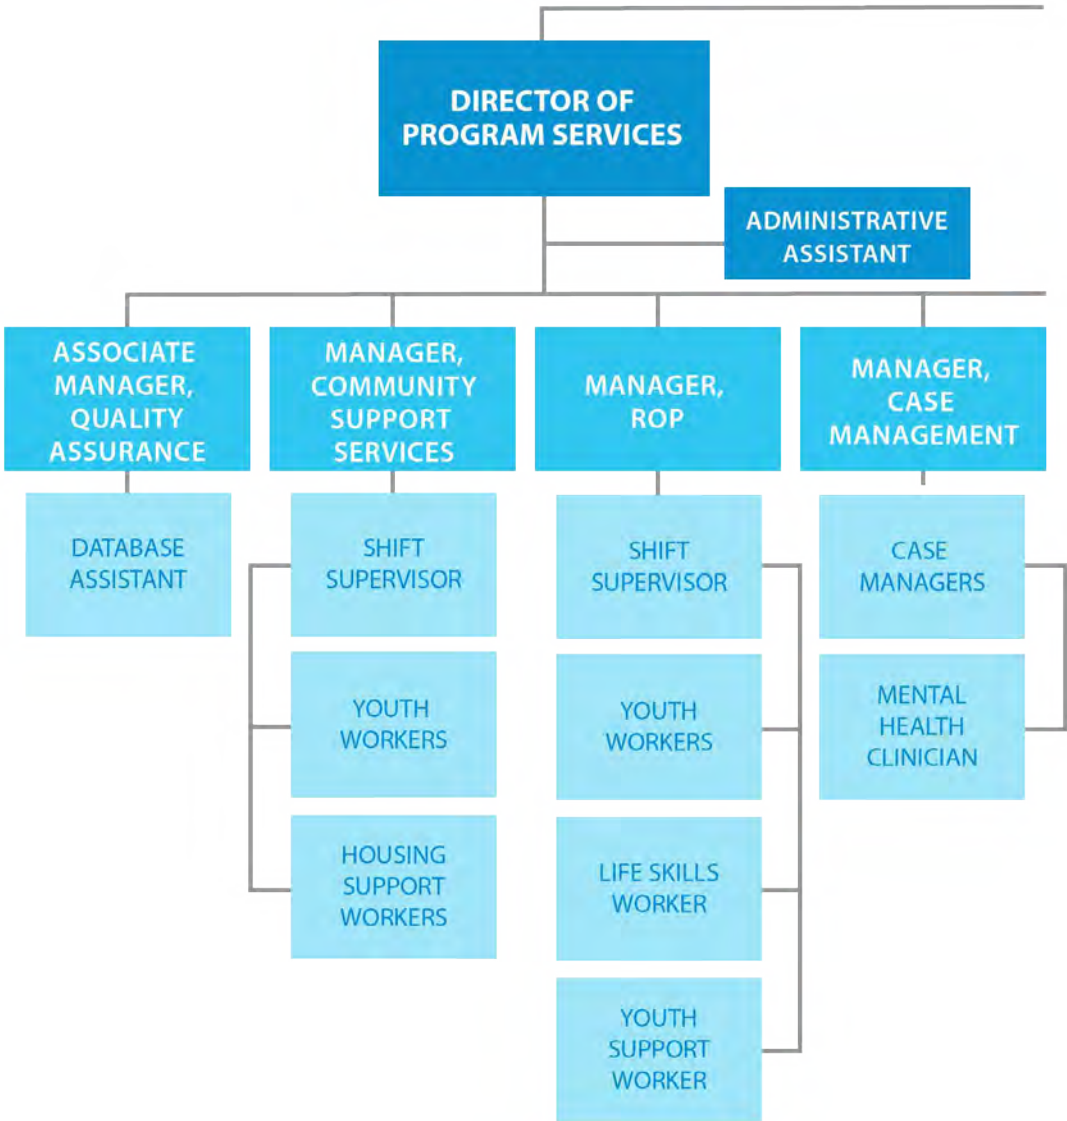 DIRECTOR OF
PROGRAM SERVICES
ADMINISTRATIVE
ASSISTANT
ASSOCIATE
MANAGER,
QUALITY
ASSURANCE
MANAGER,
COMMUNITY
SUPPORT
SERVICES
MANAGER,
ROP
MANAGER,
CASE
MANAGEMENT
DATABASE
ASSISTANT
SHIFT
SUPERVISOR
YOUTH
WORKERS
HOUSING
SUPPORT
WORKERS
SHIFT
SUPERVISOR
YOUTH
WORKERS
LIFE SKILLS
WORKER
YOUTH
SUPPORT
WORKER
CASE
MANAGERS
MENTAL
HEALTH
CLINICIAN